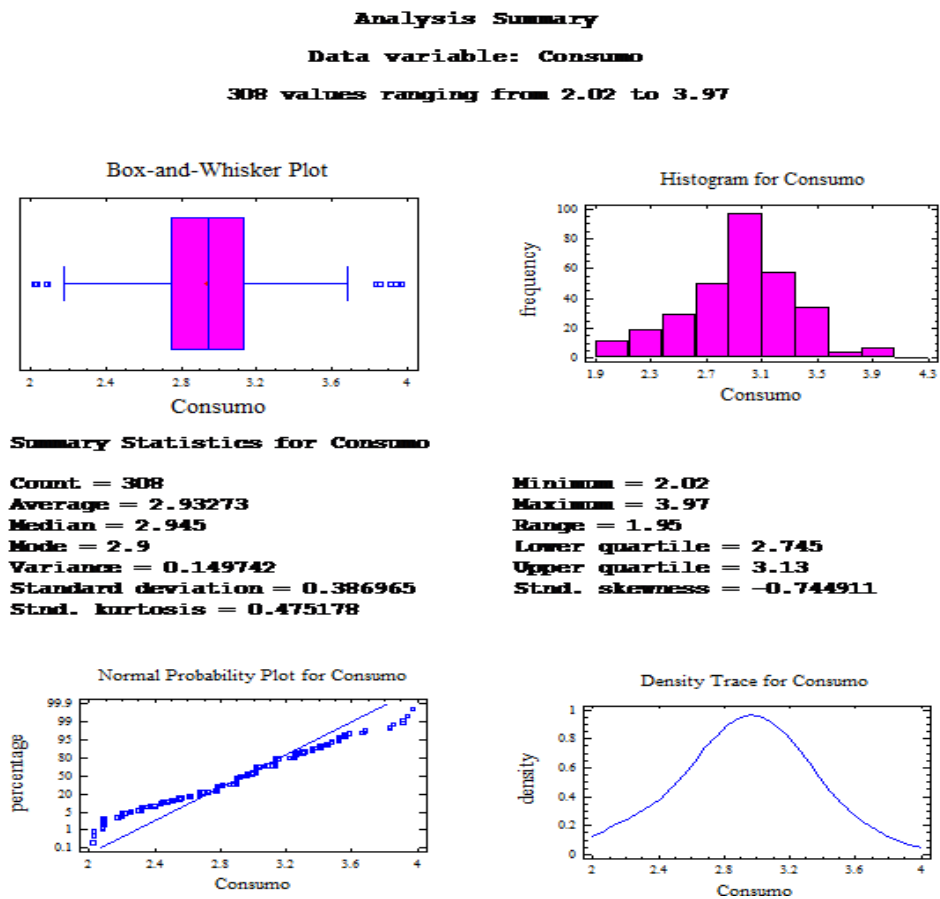 Analysis Summary
Data variable: Consumo
308 values ranging from 2.02 to 3.97
Box-and-Whisker Plot
2 2.4 2.8 3.2 3.6 4
Consumo
Histogram for Consumo
frequency
100
80
60
40
20
0
1.9 2.3 2.7 3.1 3.5 3.9 4.3
Consumo
Summary Statistics for Consumo
Count = 308
Average = 2.93273
Median = 2.945
Mode = 2.9
Variance = 0.149742
Standard deviation = 0.386965
Stnd. kurtosis = 0.475178
Minimum = 2.02
Maximum = 3.97
Range = 1.95
Lower quartile = 2.745
Upper quartile = 3.13
Stnd. skewness = -0.744911
Normal Probability Plot for Consumo
percentage
99.9
99
95
80
50
20
5
1
0.1
2 2.4 2.8 3.2 3.6 4
Consumo
Density Trace for Consumo
density
1
0.8
0.6
0.4
0.2
0
2 2.4 2.8 3.2 3.6 4
Consumo